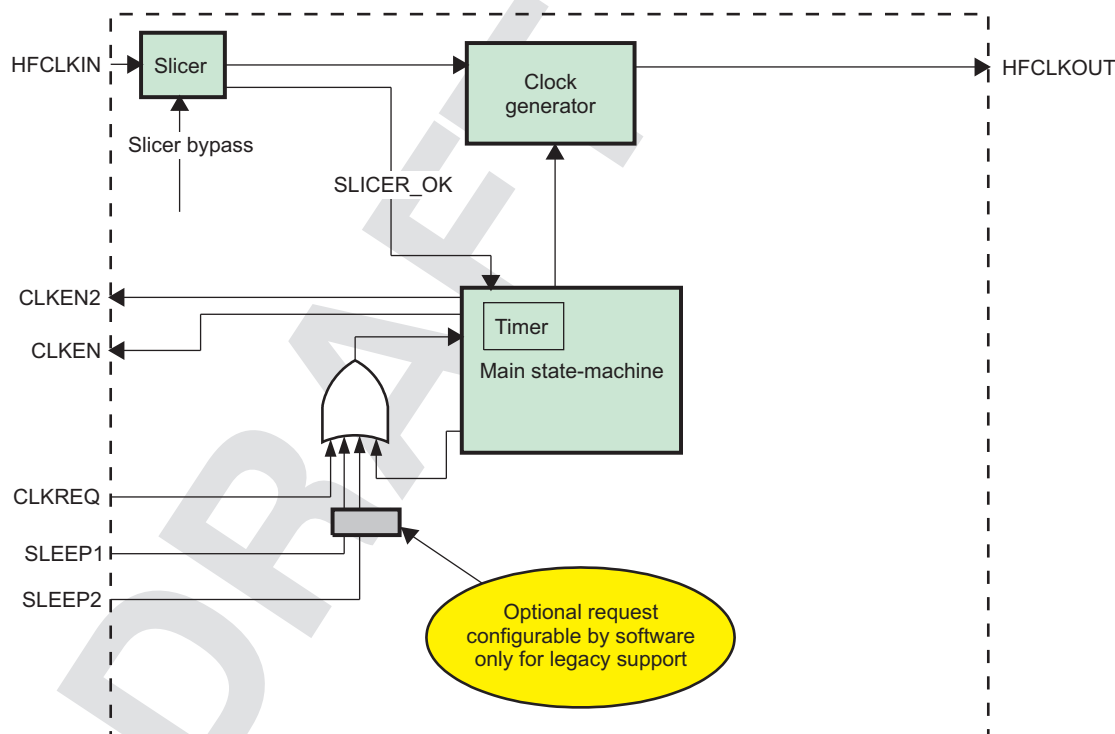 HFCLKIN
Slicer
Clock
generator
HFCLKOUT
Slicer bypass
SLICER_OK
CLKEN2
CLKEN
Timer
Main state-machine
CLKREQ
SLEEP1
SLEEP2
Optional request
configurable by software
only for legacy support
DRAFT